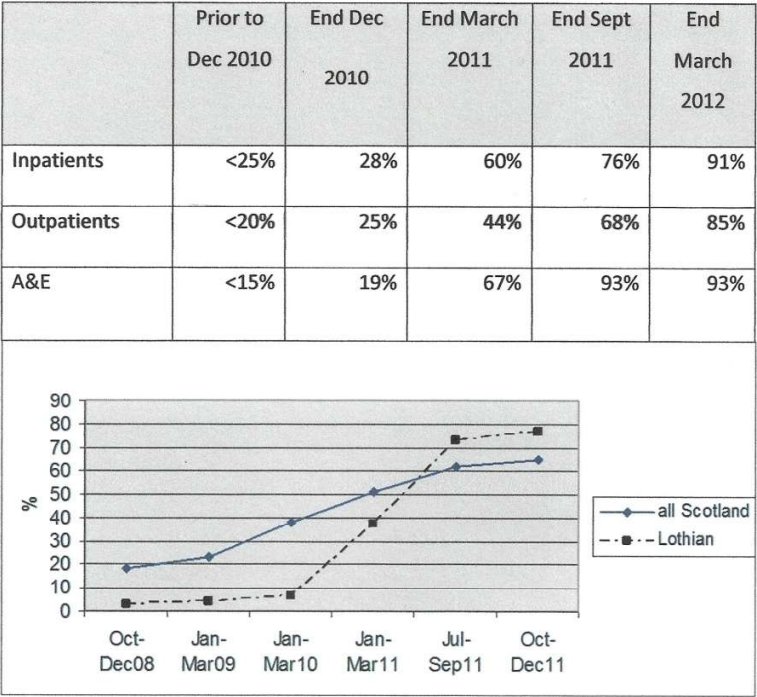 Prior to Dec 2010 End Dec 2010 End March 2011 End Sept 2011 End March 2012
Inpatients <25% 28% 60% 76% 91%
Outpatients <20% 25% 44% 68% 85%
A&E <15% 19% 67% 93% 93%
90
80
70
60
50
40
30
20
10
0
%
Oct-Dec08 Jan-Mar09 Jan-Mar10 Jan-Mar11 Jul-Sep11 Oct-Dec11
all Scotland
Lothian